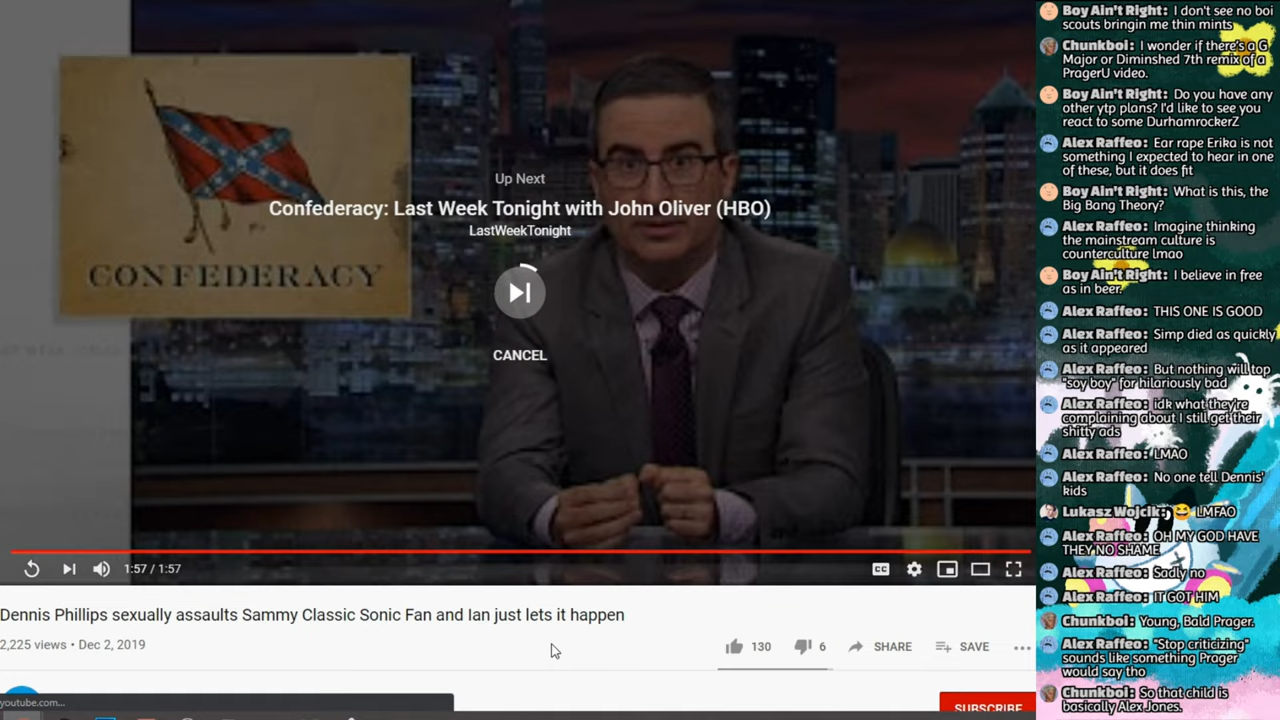 CONFEDERACY
Up Next
Confederacy: Last Week Tonight with John Oliver (HBO)
LastWeekTonight
CANCEL
1:57 / 1:57
CC
Dennis Phillips sexually assaults Sammy Classic Sonic Fan and Ian just lets it happen
2,225 views • Dec 2, 2019
130
6
SHARE
SAVE
youtube.com...
SUBSCRIBE
Boy Ain't Right: I don't see no boi
scouts bringin me thin mints
Chunkboi: I wonder if there's a G
Major or Diminshed 7th remix of a
PragerU video.
Boy Ain't Right: Do you have any
other ytp plans? I'd like to see you
react to some DurhamrockerZ
Alex Raffeo: Ear rape Erika is not
something I expected to hear in one
of these, but it does fit
Boy Ain't Right: What is this, the
Big Bang Theory?
Alex Raffeo: Imagine thinking
the mainstream culture is
counterculture lmao
Boy Ain't Right: I believe in free
as in beer.
Alex Raffeo: THIS ONE IS GOOD
Alex Raffeo: Simp died as quickly
as it appeared
Alex Raffeo: But nothing will top
"soy boy" for hilariously bad
Alex Raffeo: idk what they're
complaining about I still get their
shitty ads
Alex Raffeo: LMAO
Alex Raffeo: No one tell Dennis'
kids
Lukasz Wojcik: 😆 LMFAO
Alex Raffeo: OH MY GOD HAVE
THEY NO SHAME
Alex Raffeo: Sadly no
Alex Raffeo: IT GOT HIM
Chunkboi: Young, Bald Prager.
Alex Raffeo: "Stop criticizing"
sounds like something Prager
would say tho
Chunkboi: So that child is
basically Alex Jones.